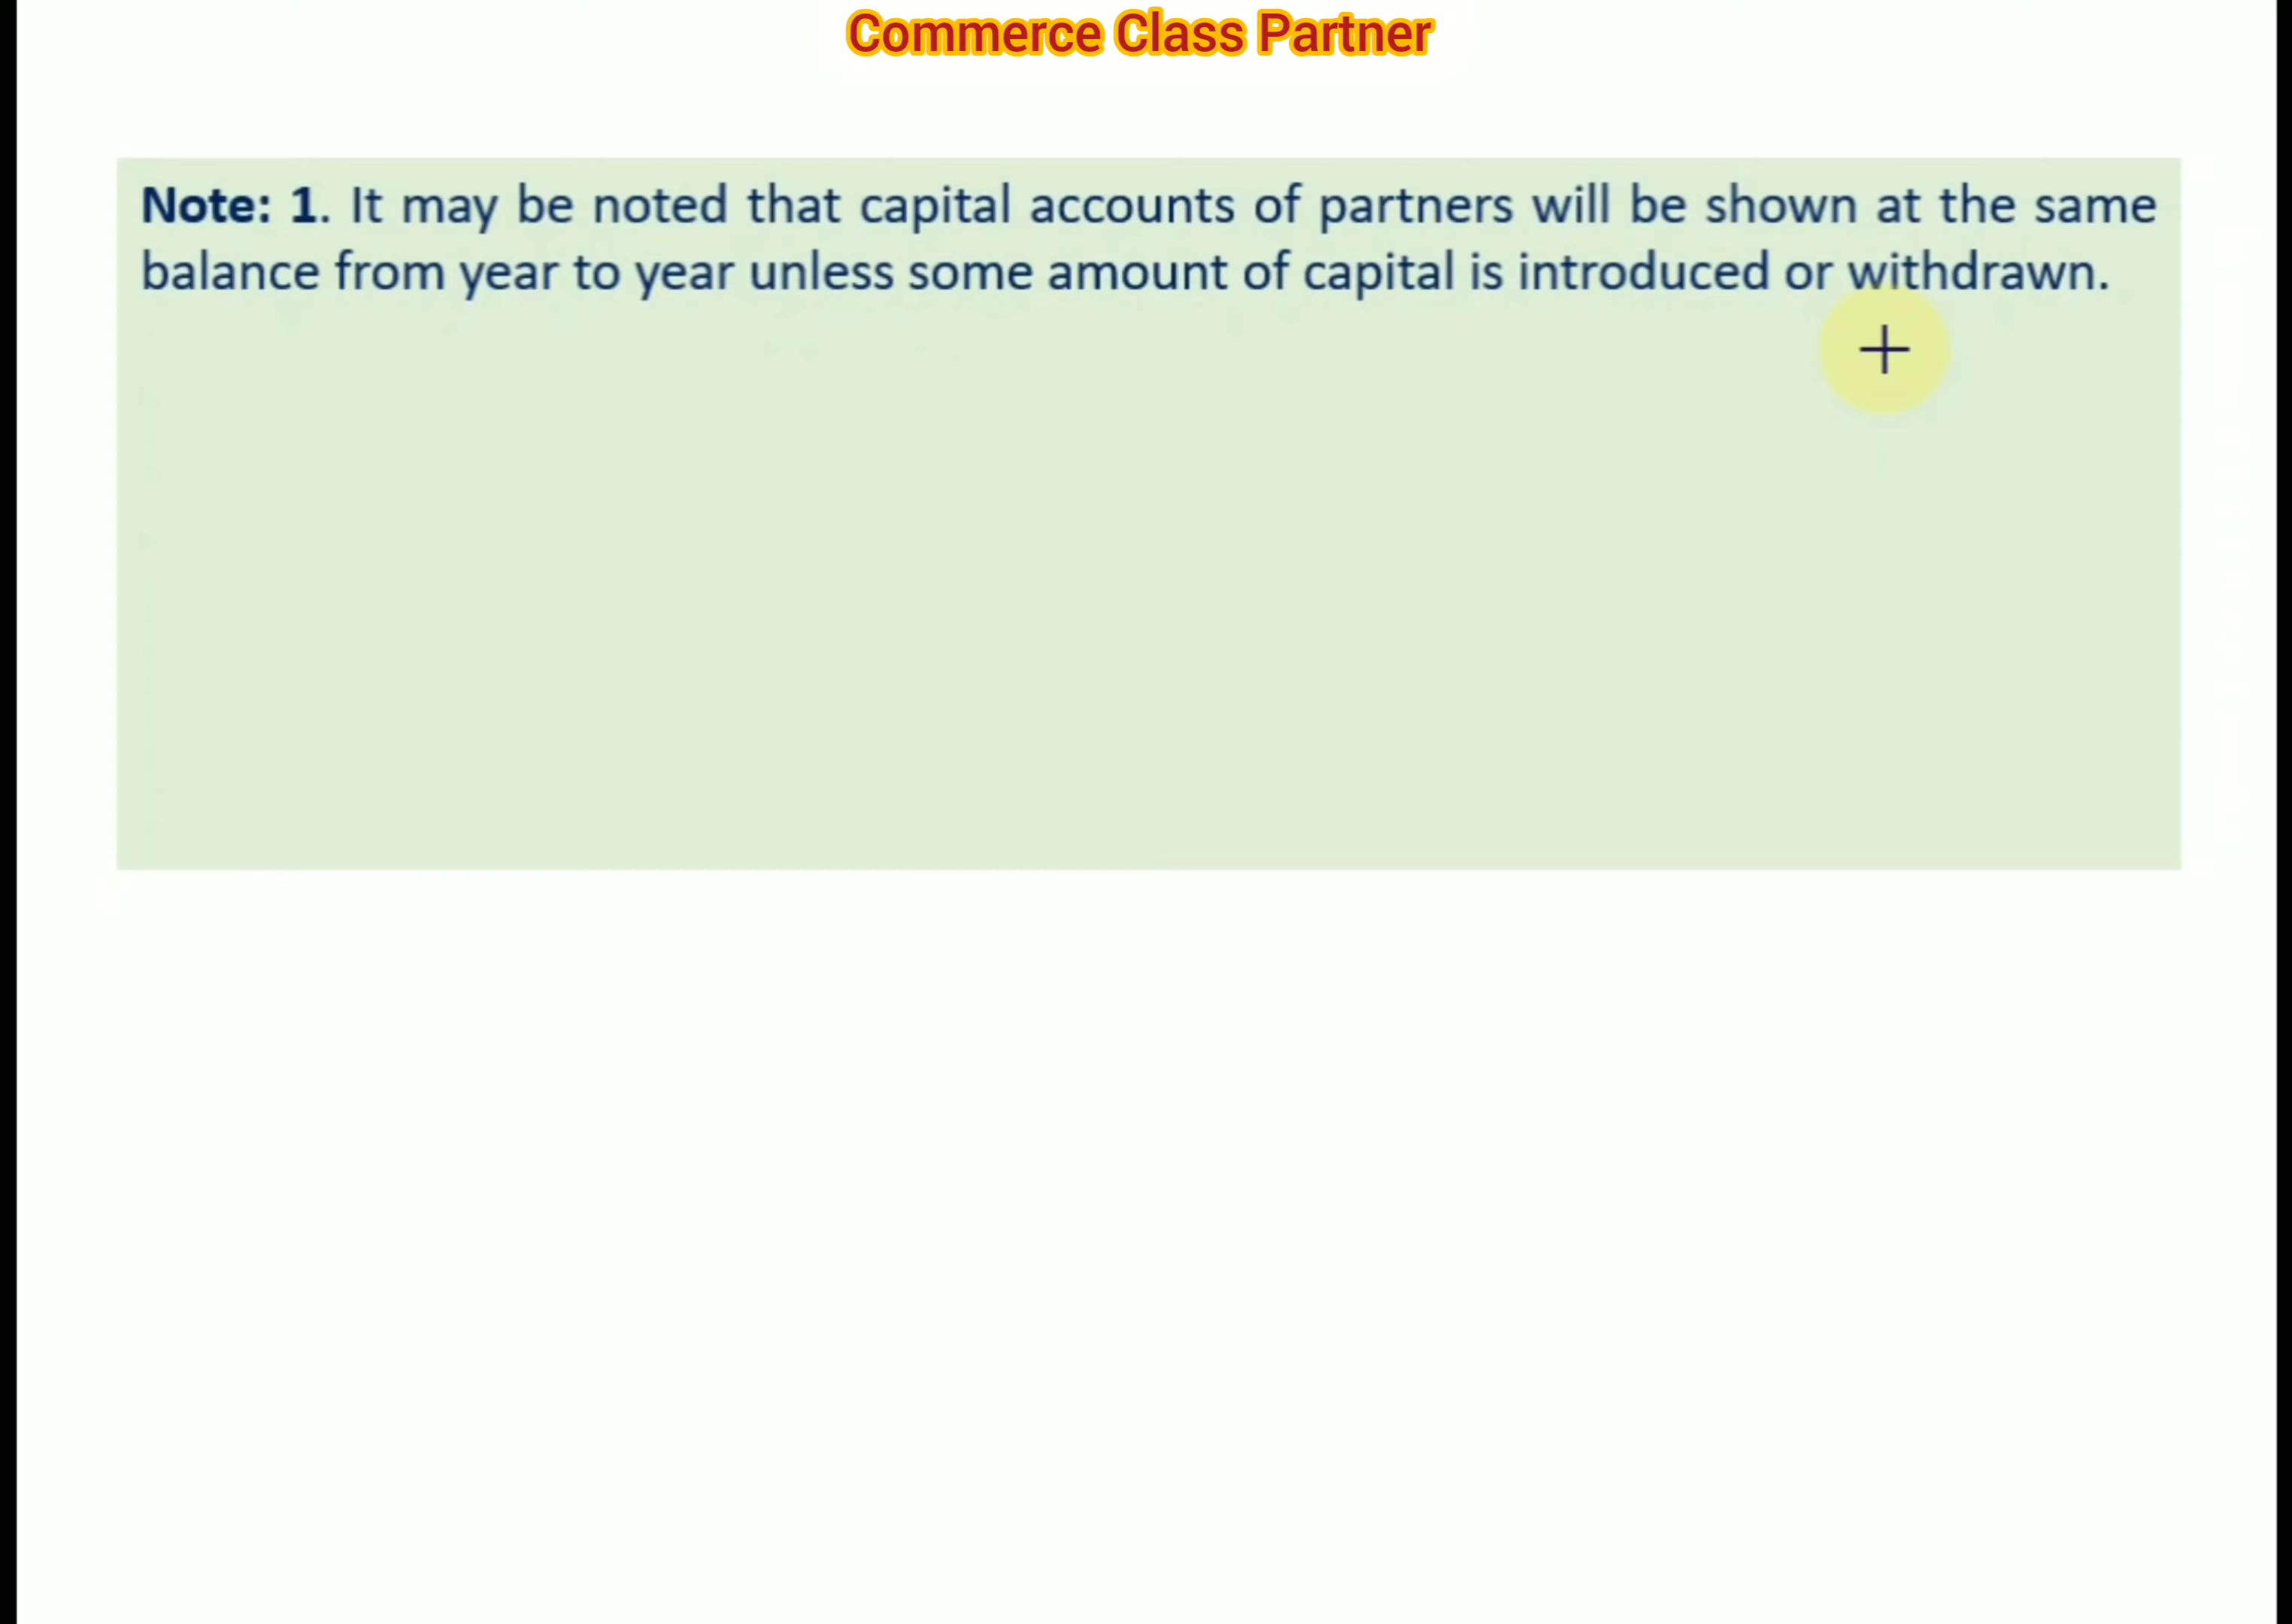 Commerce Class Partner
Note: 1. It may be noted that capital accounts of partners will be shown at the same
balance from year to year unless some amount of capital is introduced or withdrawn.